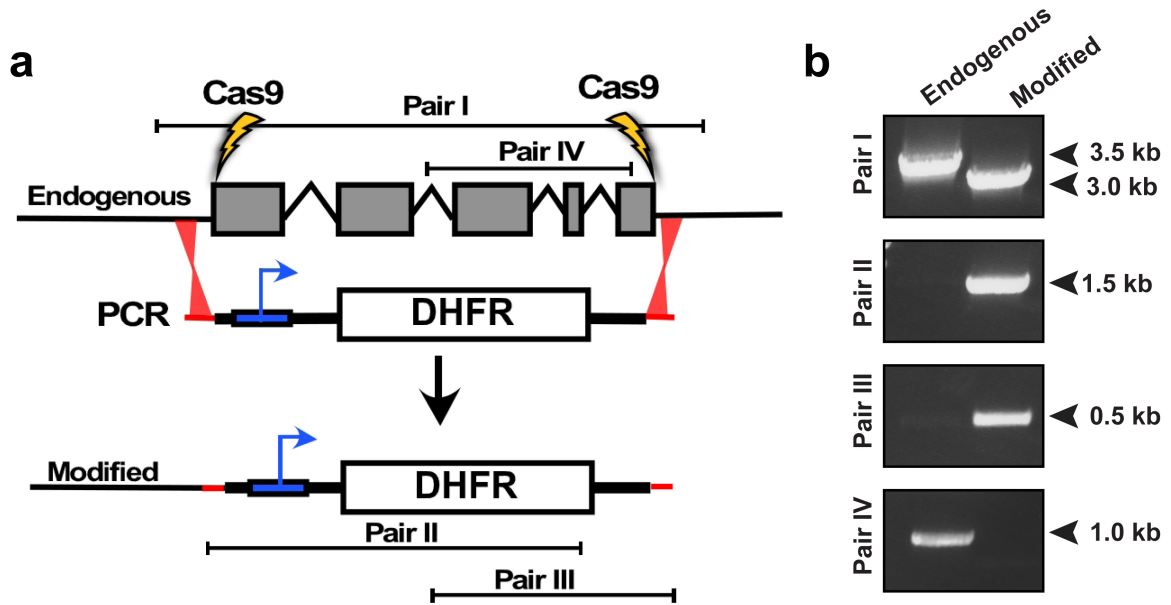 a
Cas9
Pair I
Cas9
Pair IV
Endogenous
PCR
DHFR
Modified
DHFR
Pair II
Pair III
b
Endogenous
Modified
Pair I
3.5 kb
3.0 kb
Pair II
1.5 kb
Pair III
0.5 kb
Pair IV
1.0 kb